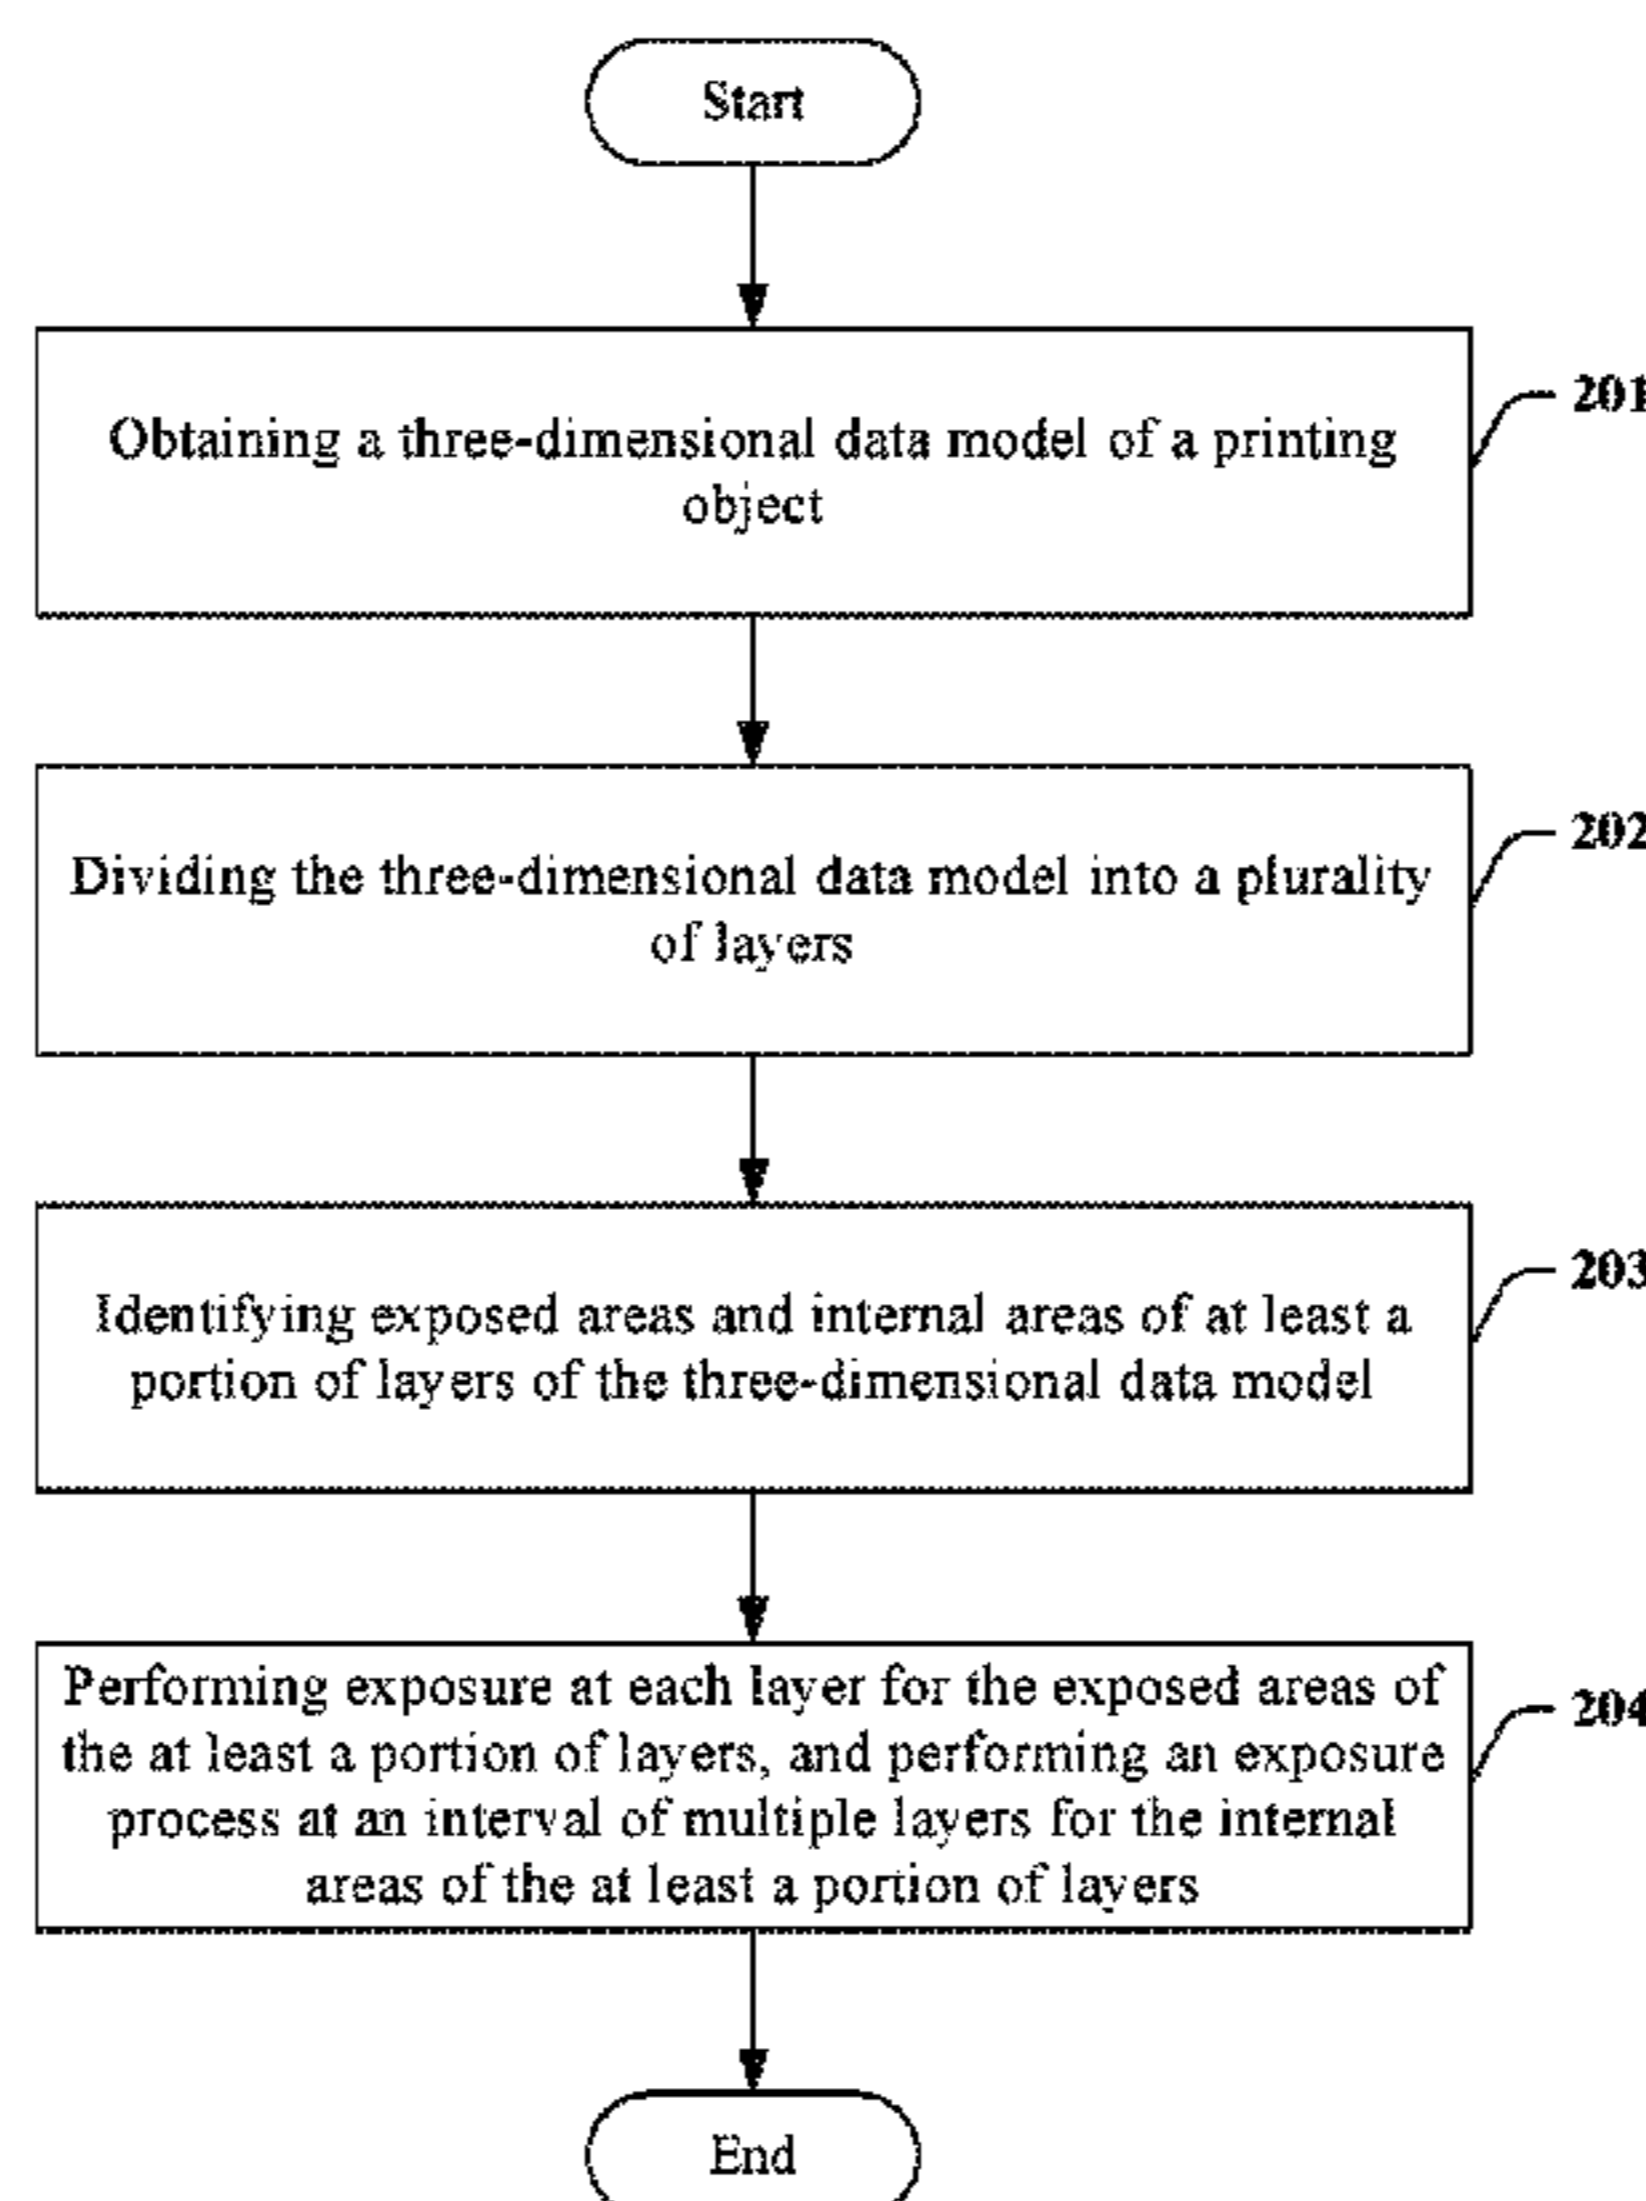 Start
Obtaining a three-dimensional data model of a printing
object
201
Dividing the three-dimensional data model into a plurality
of layers
202
Identifying exposed areas and internal areas of at least a
portion of layers of the three-dimensional data model
203
Performing exposure at each layer for the exposed areas of
the at least a portion of layers, and performing an exposure
process at an interval of multiple layers for the internal
areas of the at least a portion of layers
204
End